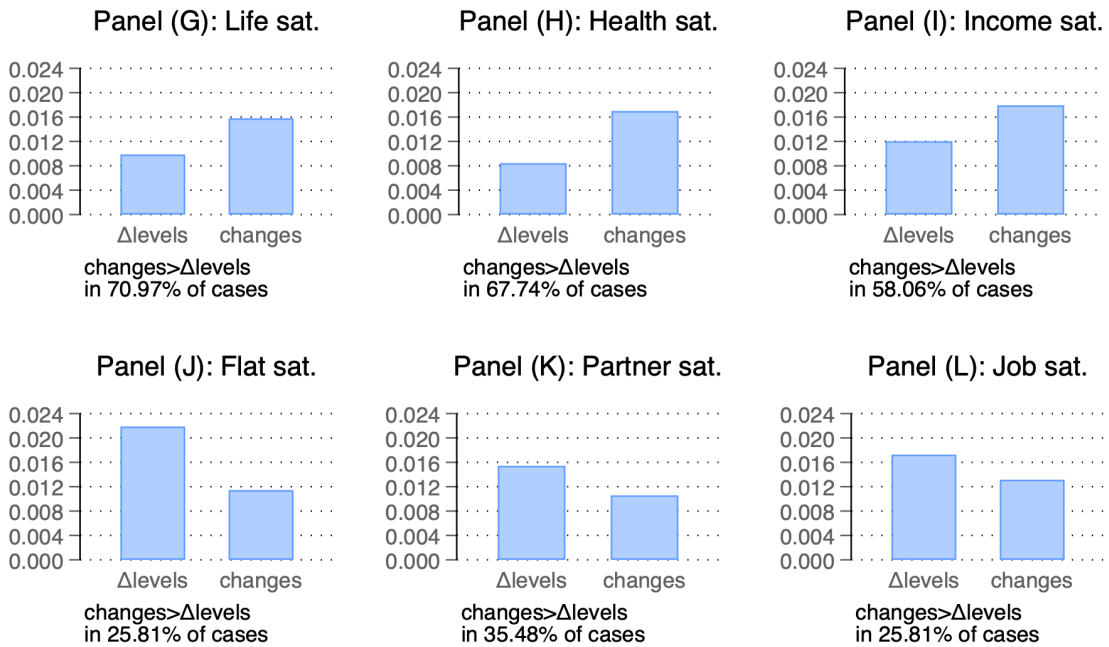 Panel (G): Life sat.
0.024
0.020
0.016
0.012
0.008
0.004
0.000
Δlevels changes
changes>Δlevels
in 70.97% of cases
Panel (H): Health sat.
0.024
0.020
0.016
0.012
0.008
0.004
0.000
Δlevels changes
changes>Δlevels
in 67.74% of cases
Panel (I): Income sat.
0.024
0.020
0.016
0.012
0.008
0.004
0.000
Δlevels changes
changes>Δlevels
in 58.06% of cases
Panel (J): Flat sat.
0.024
0.020
0.016
0.012
0.008
0.004
0.000
Δlevels changes
changes>Δlevels
in 25.81% of cases
Panel (K): Partner sat.
0.024
0.020
0.016
0.012
0.008
0.004
0.000
Δlevels changes
changes>Δlevels
in 35.48% of cases
Panel (L): Job sat.
0.024
0.020
0.016
0.012
0.008
0.004
0.000
Δlevels changes
changes>Δlevels
in 25.81% of cases